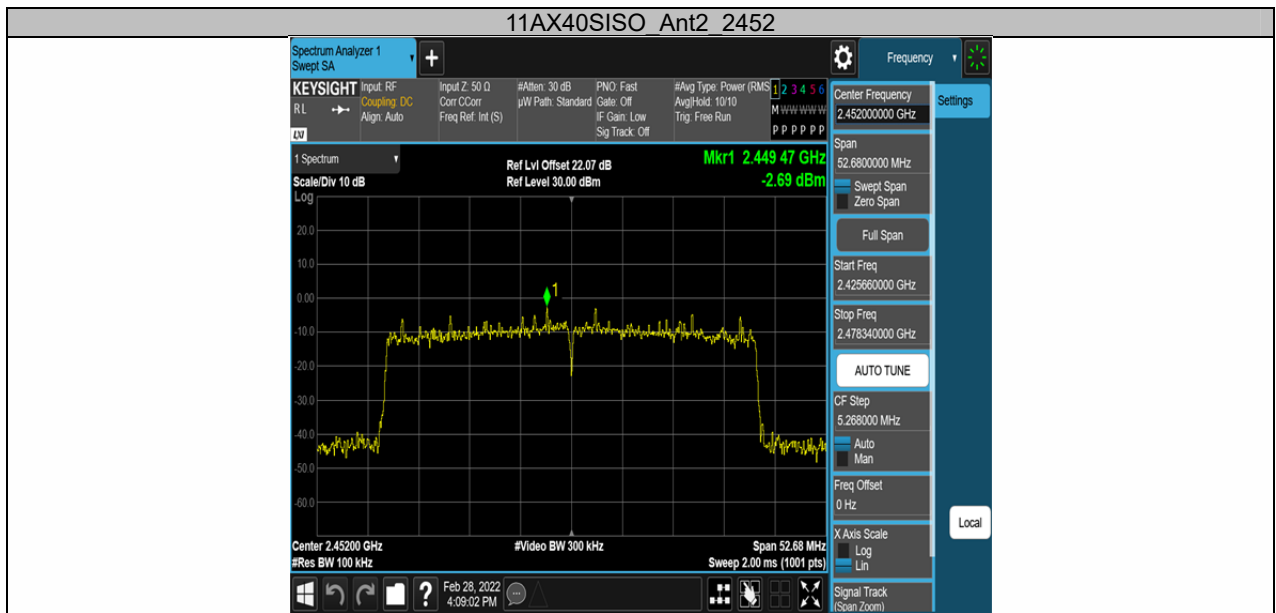 11AX40SISO_Ant2_2452
Spectrum Analyzer 1
Swept SA
+
Frequency
KEYSIGHT
RL
LXI
Input: RF
Coupling: DC
Align: Auto
Input Z: 50 Ω
Corr CCorr
Freq Ref: Int (S)
#Atten: 30 dB
µW Path: Standard
PNO: Fast
Gate: Off
IF Gain: Low
Sig Track: Off
#Avg Type: Power (RMS
Avg|Hold: 10/10
Trig: Free Run
1 2 3 4 5 6
M W W W W W
P P P P P P
1 Spectrum
Scale/Div 10 dB
Log
Ref Lvl Offset 22.07 dB
Ref Level 30.00 dBm
Mkr1 2.449 47 GHz
-2.69 dBm
20.0
10.0
0.00
-10.0
-20.0
-30.0
-40.0
-50.0
-60.0
1
Center 2.45200 GHz
#Res BW 100 kHz
#Video BW 300 kHz
Span 52.68 MHz
Sweep 2.00 ms (1001 pts)
Center Frequency
2.452000000 GHz
Settings
Span
52.6800000 MHz
Swept Span
Zero Span
Full Span
Start Freq
2.425660000 GHz
Stop Freq
2.478340000 GHz
AUTO TUNE
CF Step
5.268000 MHz
Auto
Man
Freq Offset
0 Hz
X Axis Scale
Log
Lin
Local
Signal Track
(Span Zoom)
?
Feb 28, 2022
4:09:02 PM